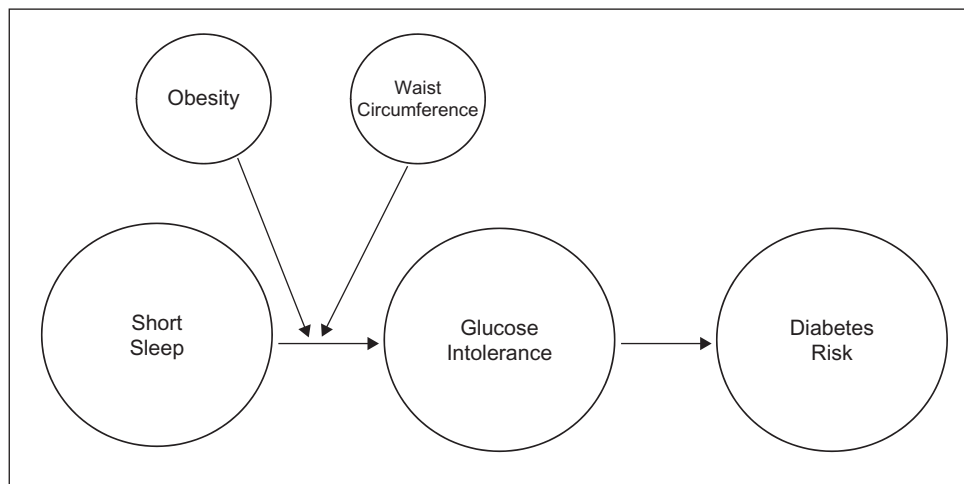 Obesity
Waist
Circumference
Short
Sleep
Glucose
Intolerance
Diabetes
Risk